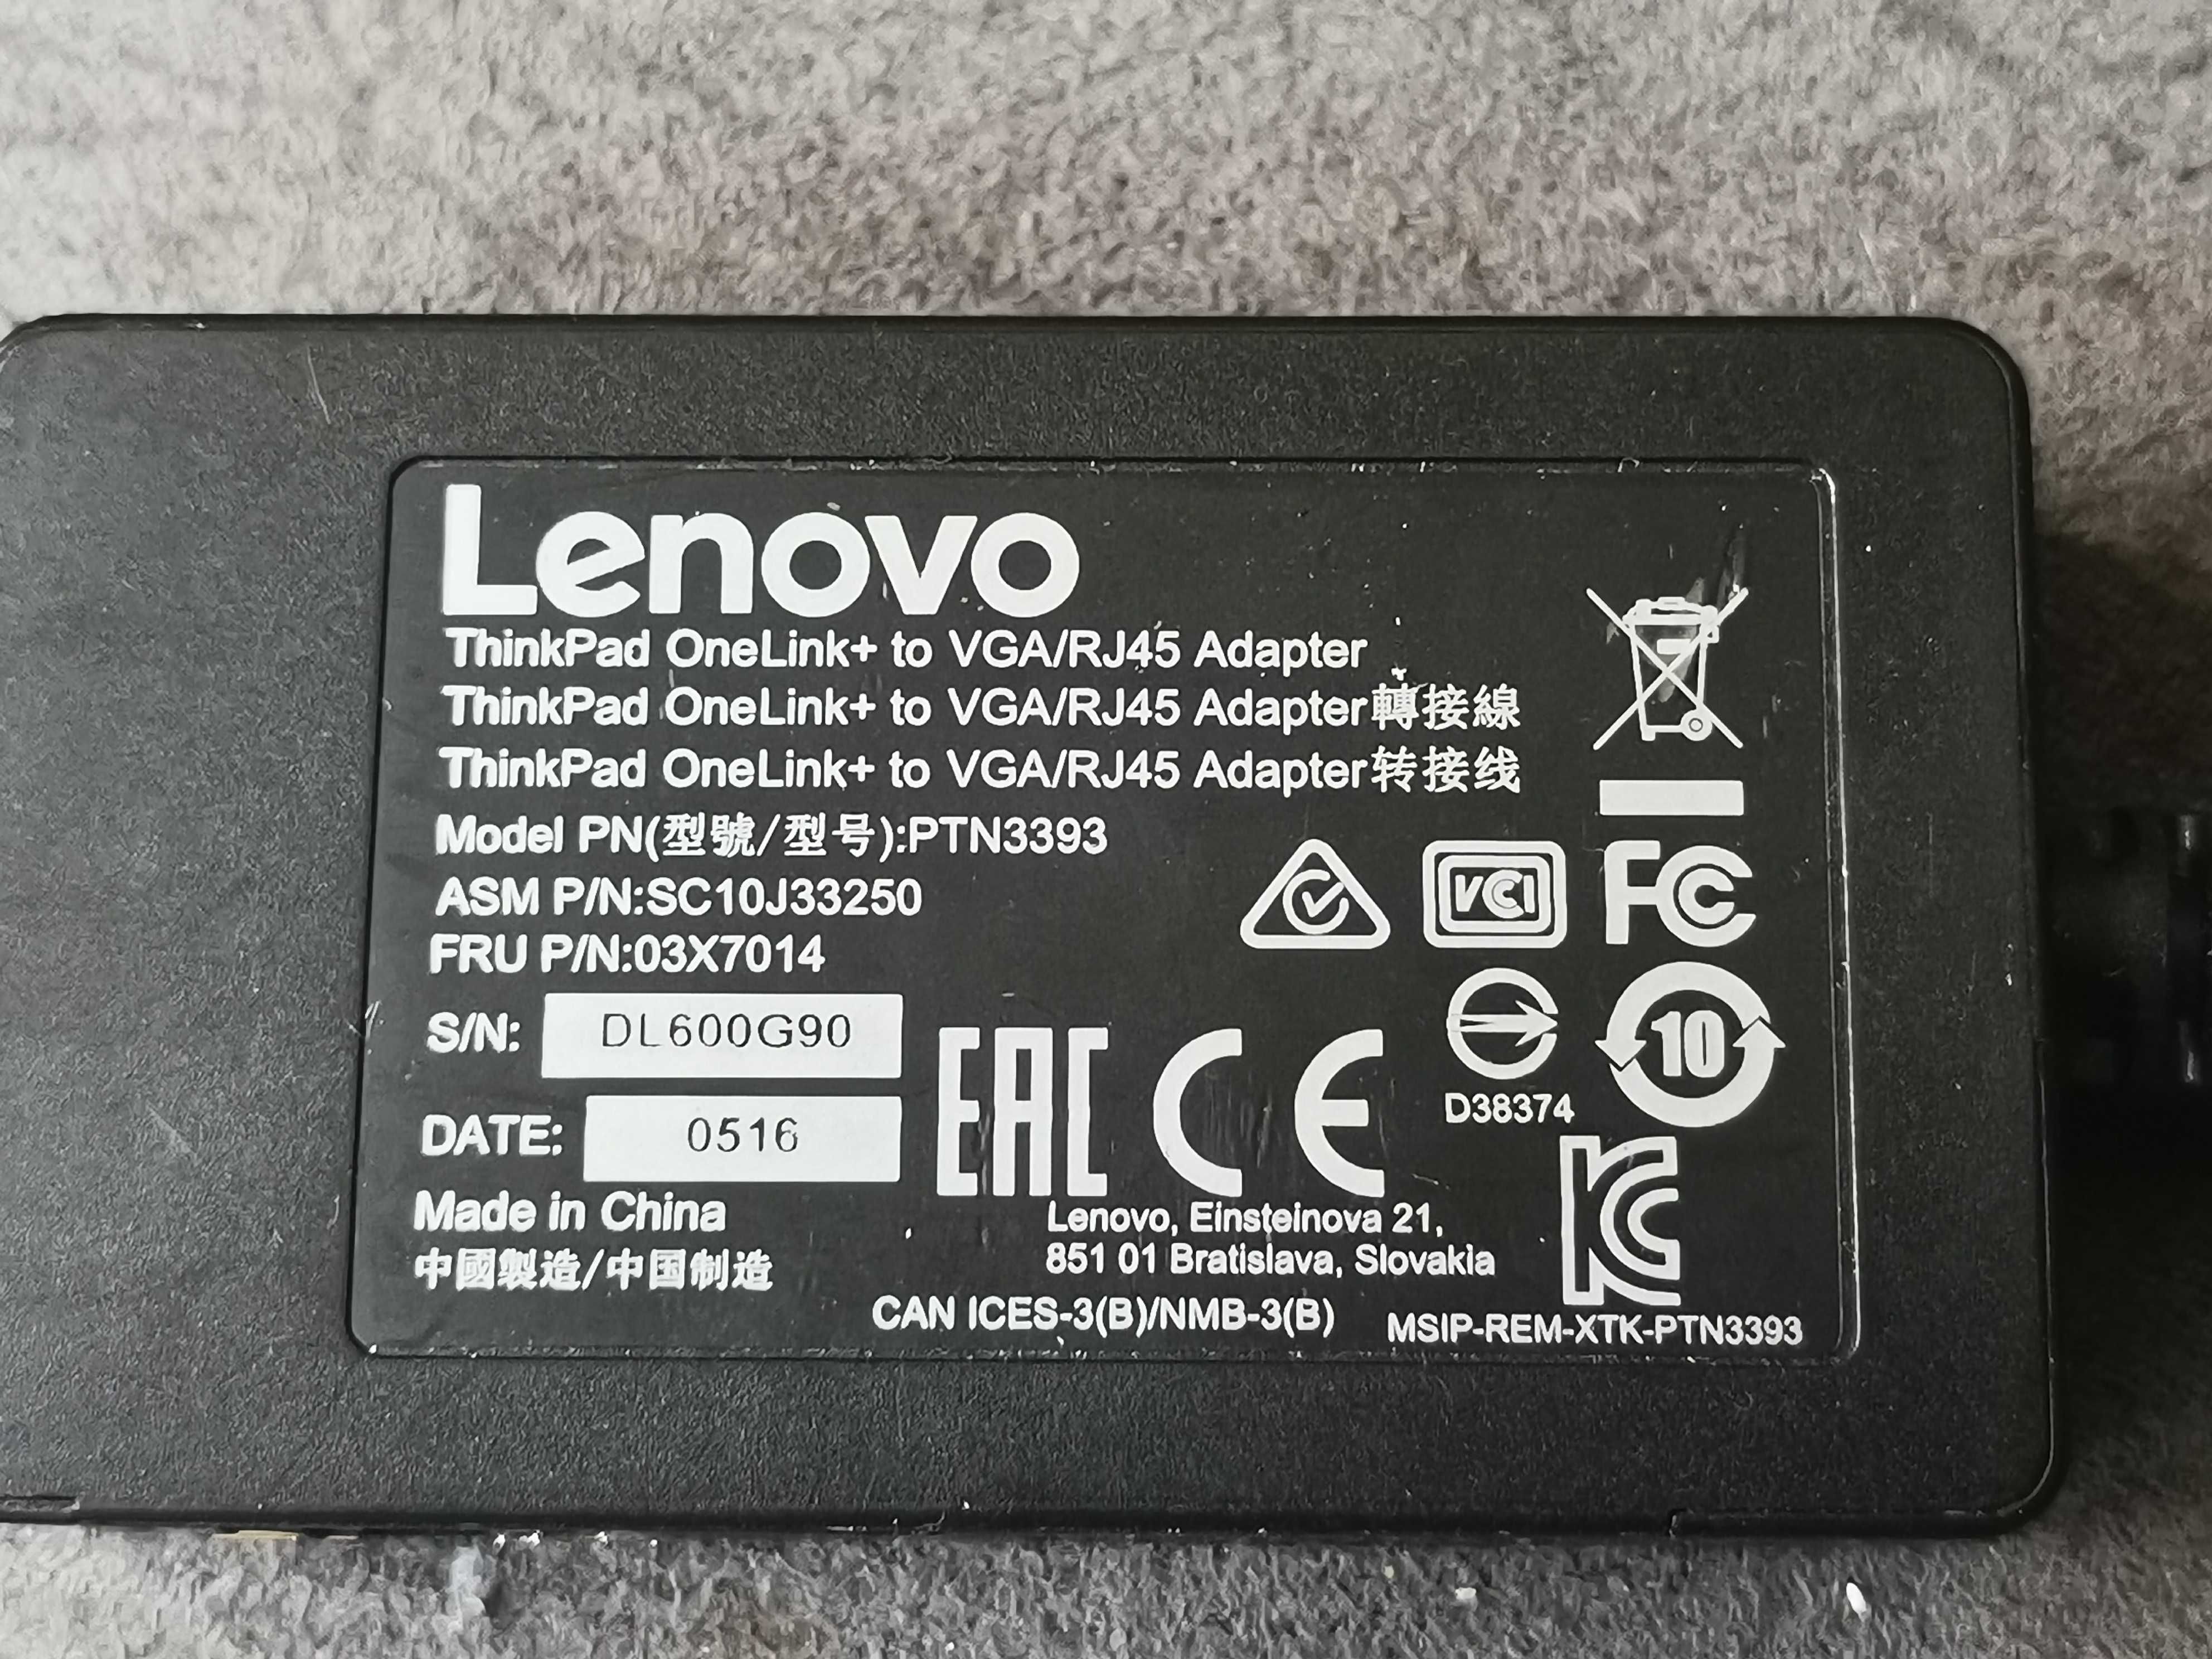 Lenovo
ThinkPad OneLink+ to VGA/RJ45 Adapter
ThinkPad OneLink+ to VGA/RJ45 Adapter轉接線
ThinkPad OneLink+ to VGA/RJ45 Adapter转接线
Model PN(型號/型号):PTN3393
ASM P/N:SC10J33250
FRU P/N:03X7014
S/N: DL600G90
DATE: 0516
Made in China
中國製造/中国制造
VCI
FC
10
D38374
EAC CE
KC
Lenovo, Einsteinova 21,
851 01 Bratislava, Slovakia
CAN ICES-3(B)/NMB-3(B)
MSIP-REM-XTK-PTN3393